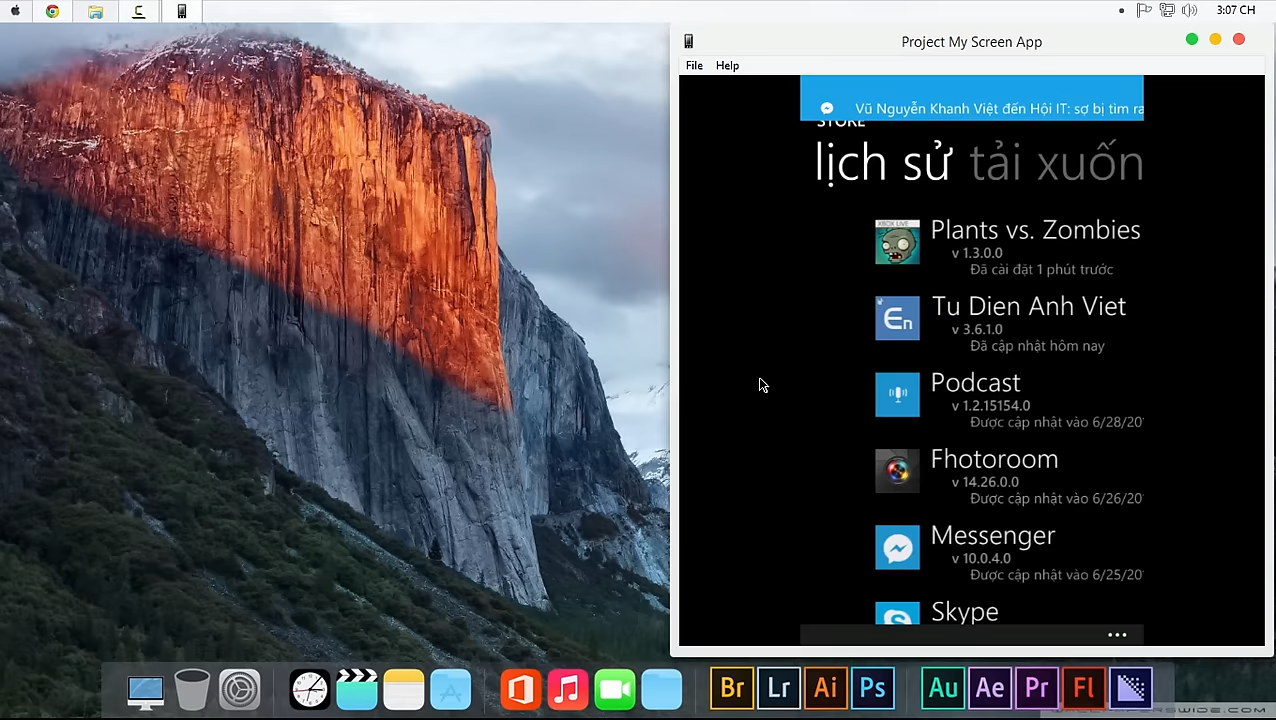 3:07 CH
Project My Screen App
File Help
Vũ Nguyễn Khanh Việt đến Hội IT: sợ bị tìm ra
STORE
lịch sử tải xuốn
XBOX LIVE
Plants vs. Zombies
v 1.3.0.0
Đã cài đặt 1 phút trước
En
Tu Dien Anh Viet
v 3.6.1.0
Đã cập nhật hôm nay
Podcast
v 1.2.15154.0
Được cập nhật vào 6/28/20
Fhotoroom
v 14.26.0.0
Được cập nhật vào 6/26/20
Messenger
v 10.0.4.0
Được cập nhật vào 6/25/20
Skype
Br Lr Ai Ps Au Ae Pr Fl